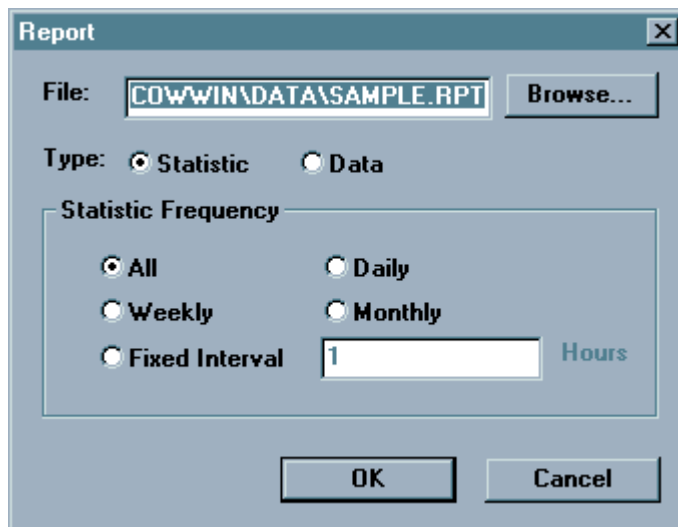 Report
File: COWWIN\DATA\SAMPLE.RPT Browse...
Type: Statistic Data
Statistic Frequency
All Daily
Weekly Monthly
Fixed Interval 1 Hours
OK Cancel